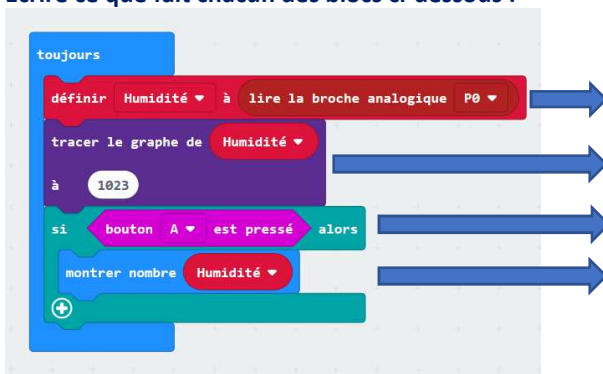 Ecrire ce que fait chacun des blocs ci-dessous :
toujours
définir Humidité à lire la broche analogique P0
tracer le graphe de Humidité
à 1023
si bouton A est pressé alors
montrer nombre Humidité